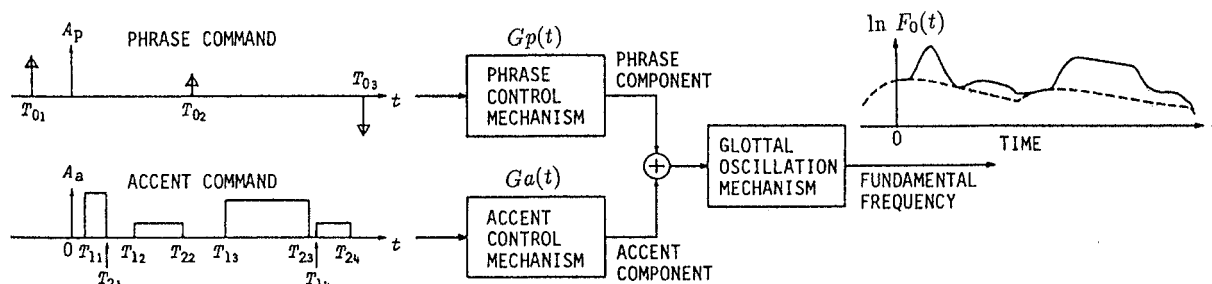 Ap PHRASE COMMAND
T01 T02 T03 t
Gp(t)
PHRASE CONTROL MECHANISM
PHRASE COMPONENT
Aa ACCENT COMMAND
0 T11 T21 T12 T22 T13 T23 T14 T24 t
Ga(t)
ACCENT CONTROL MECHANISM
ACCENT COMPONENT
+
GLOTTAL OSCILLATION MECHANISM
FUNDAMENTAL FREQUENCY
ln F0(t)
0 TIME